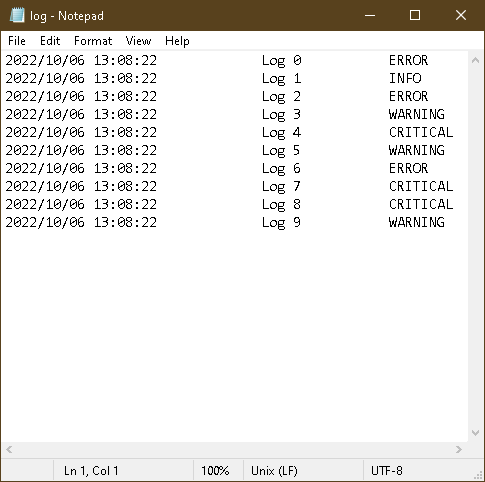 log - Notepad
File Edit Format View Help
2022/10/06 13:08:22 Log 0 ERROR
2022/10/06 13:08:22 Log 1 INFO
2022/10/06 13:08:22 Log 2 ERROR
2022/10/06 13:08:22 Log 3 WARNING
2022/10/06 13:08:22 Log 4 CRITICAL
2022/10/06 13:08:22 Log 5 WARNING
2022/10/06 13:08:22 Log 6 ERROR
2022/10/06 13:08:22 Log 7 CRITICAL
2022/10/06 13:08:22 Log 8 CRITICAL
2022/10/06 13:08:22 Log 9 WARNING
Ln 1, Col 1 100% Unix (LF) UTF-8